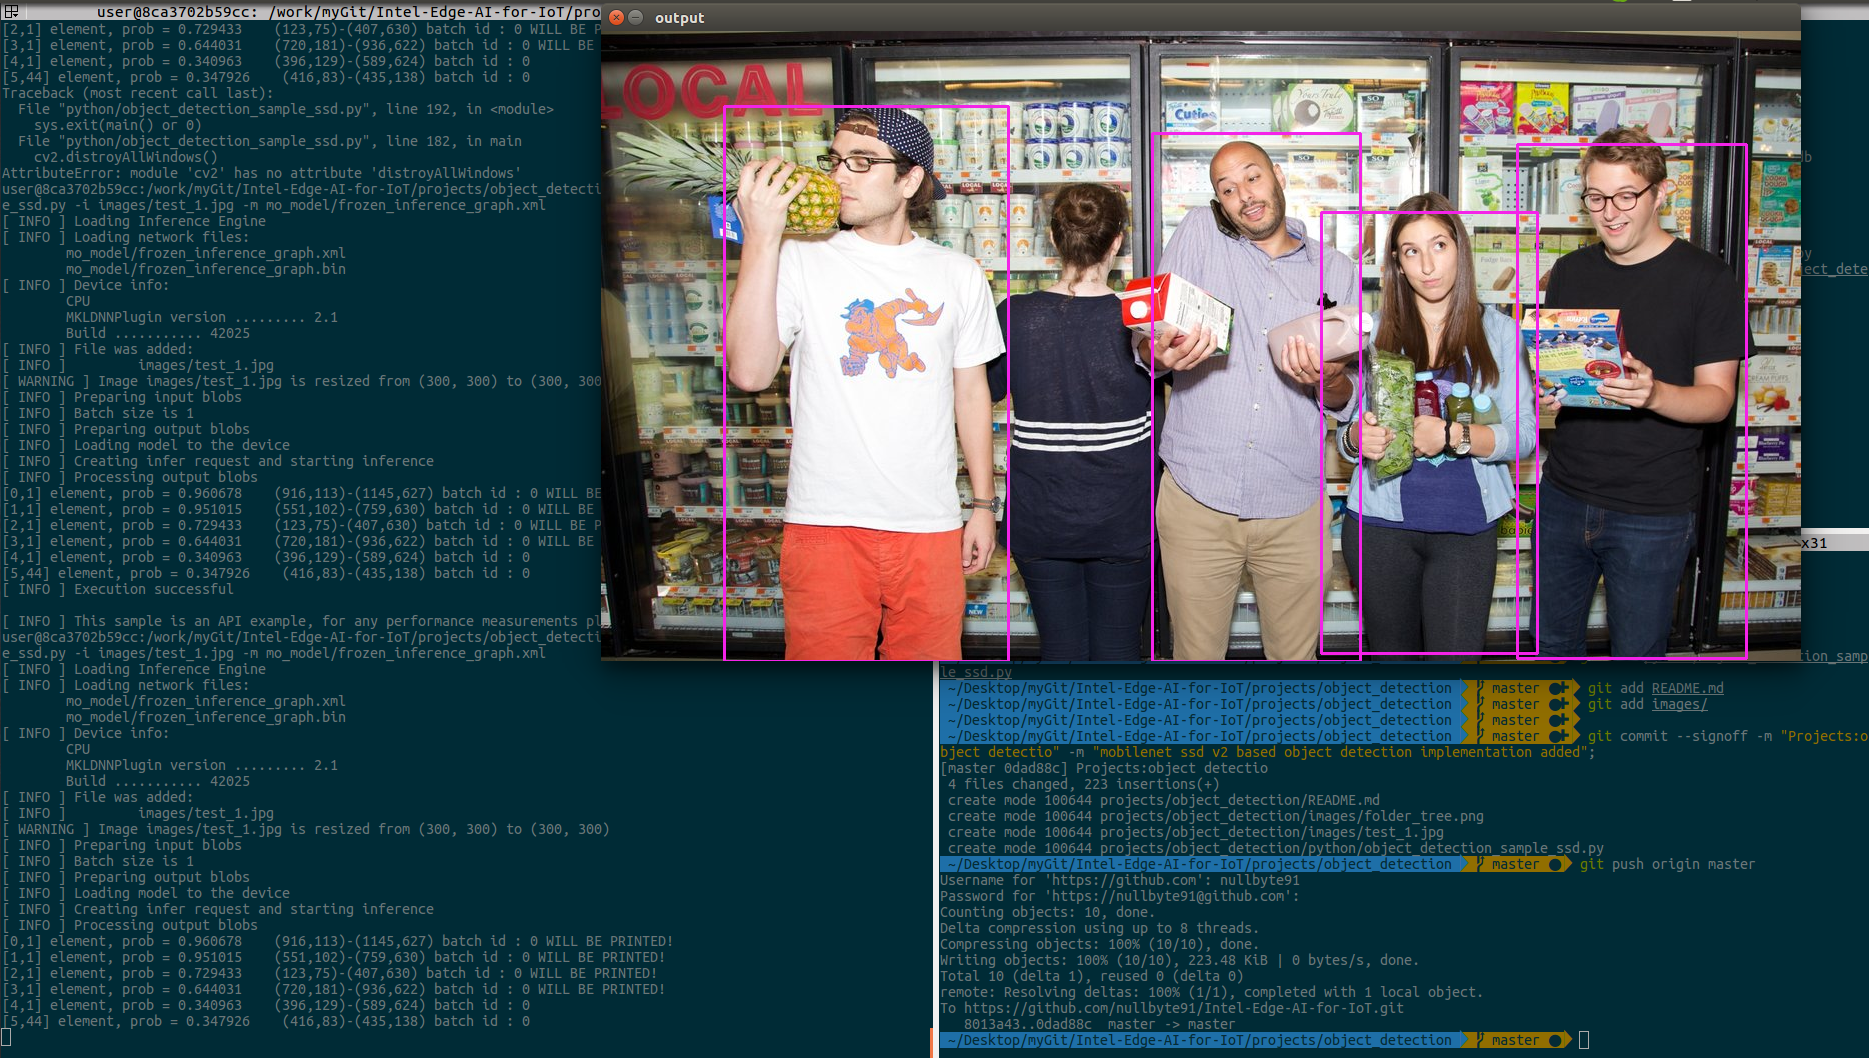 user@8ca3702b59cc: /work/myGit/Intel-Edge-AI-for-IoT/pro
[2,1] element, prob = 0.729433    (123,75)-(407,630) batch id : 0 WILL BE P
[3,1] element, prob = 0.644031    (720,181)-(936,622) batch id : 0 WILL BE
[4,1] element, prob = 0.340963    (396,129)-(589,624) batch id : 0
[5,44] element, prob = 0.347926    (416,83)-(435,138) batch id : 0
Traceback (most recent call last):
  File "python/object_detection_sample_ssd.py", line 192, in <module>
    sys.exit(main() or 0)
  File "python/object_detection_sample_ssd.py", line 182, in main
    cv2.distroyAllWindows()
AttributeError: module 'cv2' has no attribute 'distroyAllWindows'
user@8ca3702b59cc:/work/myGit/Intel-Edge-AI-for-IoT/projects/object_detecti
e_ssd.py -i images/test_1.jpg -m mo_model/frozen_inference_graph.xml
[ INFO ] Loading Inference Engine
[ INFO ] Loading network files:
        mo_model/frozen_inference_graph.xml
        mo_model/frozen_inference_graph.bin
[ INFO ] Device info:
        CPU
        MKLDNNPlugin version ......... 2.1
        Build ........... 42025
[ INFO ] File was added:
[ INFO ]         images/test_1.jpg
[ WARNING ] Image images/test_1.jpg is resized from (300, 300) to (300, 300
[ INFO ] Preparing input blobs
[ INFO ] Batch size is 1
[ INFO ] Preparing output blobs
[ INFO ] Loading model to the device
[ INFO ] Creating infer request and starting inference
[ INFO ] Processing output blobs
[0,1] element, prob = 0.960678    (916,113)-(1145,627) batch id : 0 WILL BE
[1,1] element, prob = 0.951015    (551,102)-(759,630) batch id : 0 WILL BE
[2,1] element, prob = 0.729433    (123,75)-(407,630) batch id : 0 WILL BE P
[3,1] element, prob = 0.644031    (720,181)-(936,622) batch id : 0 WILL BE
[4,1] element, prob = 0.340963    (396,129)-(589,624) batch id : 0
[5,44] element, prob = 0.347926    (416,83)-(435,138) batch id : 0
[ INFO ] Execution successful
[ INFO ] This sample is an API example, for any performance measurements pl
user@8ca3702b59cc:/work/myGit/Intel-Edge-AI-for-IoT/projects/object_detecti
e_ssd.py -i images/test_1.jpg -m mo_model/frozen_inference_graph.xml
[ INFO ] Loading Inference Engine
[ INFO ] Loading network files:
        mo_model/frozen_inference_graph.xml
        mo_model/frozen_inference_graph.bin
[ INFO ] Device info:
        CPU
        MKLDNNPlugin version ......... 2.1
        Build ........... 42025
[ INFO ] File was added:
[ INFO ]         images/test_1.jpg
[ WARNING ] Image images/test_1.jpg is resized from (300, 300) to (300, 300)
[ INFO ] Preparing input blobs
[ INFO ] Batch size is 1
[ INFO ] Preparing output blobs
[ INFO ] Loading model to the device
[ INFO ] Creating infer request and starting inference
[ INFO ] Processing output blobs
[0,1] element, prob = 0.960678    (916,113)-(1145,627) batch id : 0 WILL BE PRINTED!
[1,1] element, prob = 0.951015    (551,102)-(759,630) batch id : 0 WILL BE PRINTED!
[2,1] element, prob = 0.729433    (123,75)-(407,630) batch id : 0 WILL BE PRINTED!
[3,1] element, prob = 0.644031    (720,181)-(936,622) batch id : 0 WILL BE PRINTED!
[4,1] element, prob = 0.340963    (396,129)-(589,624) batch id : 0
[5,44] element, prob = 0.347926    (416,83)-(435,138) batch id : 0
output
LOCAL
Cuties
Yours Truly
SO
NEW
x31
ect_dete
tion_samp
le_ssd.py
~/Desktop/myGit/Intel-Edge-AI-for-IoT/projects/object_detection master git add README.md
~/Desktop/myGit/Intel-Edge-AI-for-IoT/projects/object_detection master git add images/
~/Desktop/myGit/Intel-Edge-AI-for-IoT/projects/object_detection master
~/Desktop/myGit/Intel-Edge-AI-for-IoT/projects/object_detection master git commit --signoff -m "Projects:o
bject detectio" -m "mobilenet ssd v2 based object detection implementation added";
[master 0dad88c] Projects:object detectio
 4 files changed, 223 insertions(+)
 create mode 100644 projects/object_detection/README.md
 create mode 100644 projects/object_detection/images/folder_tree.png
 create mode 100644 projects/object_detection/images/test_1.jpg
 create mode 100644 projects/object_detection/python/object_detection_sample_ssd.py
~/Desktop/myGit/Intel-Edge-AI-for-IoT/projects/object_detection master git push origin master
Username for 'https://github.com': nullbyte91
Password for 'https://nullbyte91@github.com':
Counting objects: 10, done.
Delta compression using up to 8 threads.
Compressing objects: 100% (10/10), done.
Writing objects: 100% (10/10), 223.48 KiB | 0 bytes/s, done.
Total 10 (delta 1), reused 0 (delta 0)
remote: Resolving deltas: 100% (1/1), completed with 1 local object.
To https://github.com/nullbyte91/Intel-Edge-AI-for-IoT.git
   8013a43..0dad88c  master -> master
~/Desktop/myGit/Intel-Edge-AI-for-IoT/projects/object_detection master